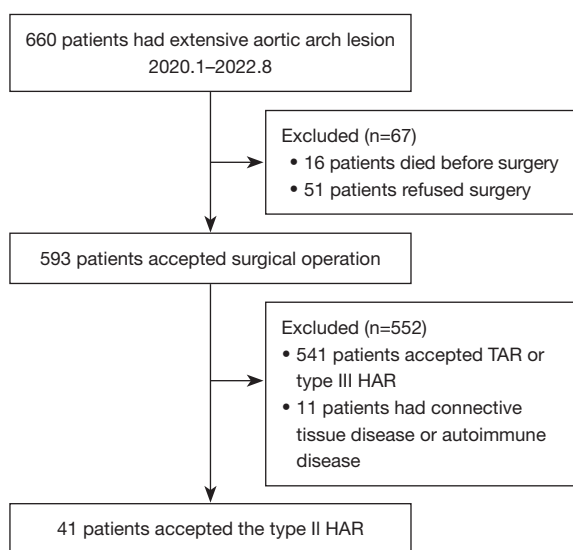 660 patients had extensive aortic arch lesion
2020.1–2022.8
Excluded (n=67)
• 16 patients died before surgery
• 51 patients refused surgery
593 patients accepted surgical operation
Excluded (n=552)
• 541 patients accepted TAR or
type III HAR
• 11 patients had connective
tissue disease or autoimmune
disease
41 patients accepted the type II HAR